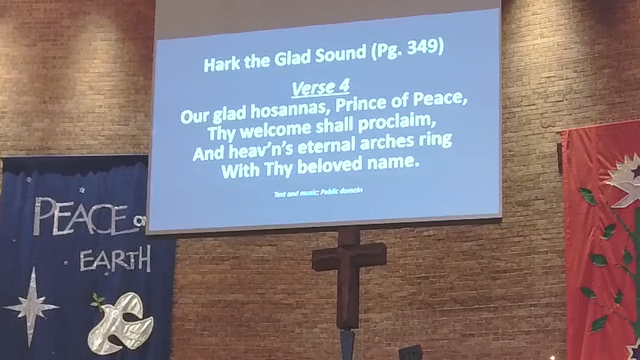 Hark the Glad Sound (Pg. 349)
Verse 4
Our glad hosannas, Prince of Peace,
Thy welcome shall proclaim,
And heav'n's eternal arches ring
With Thy beloved name.
Text and music: Public domain
PEACE on
EARTH